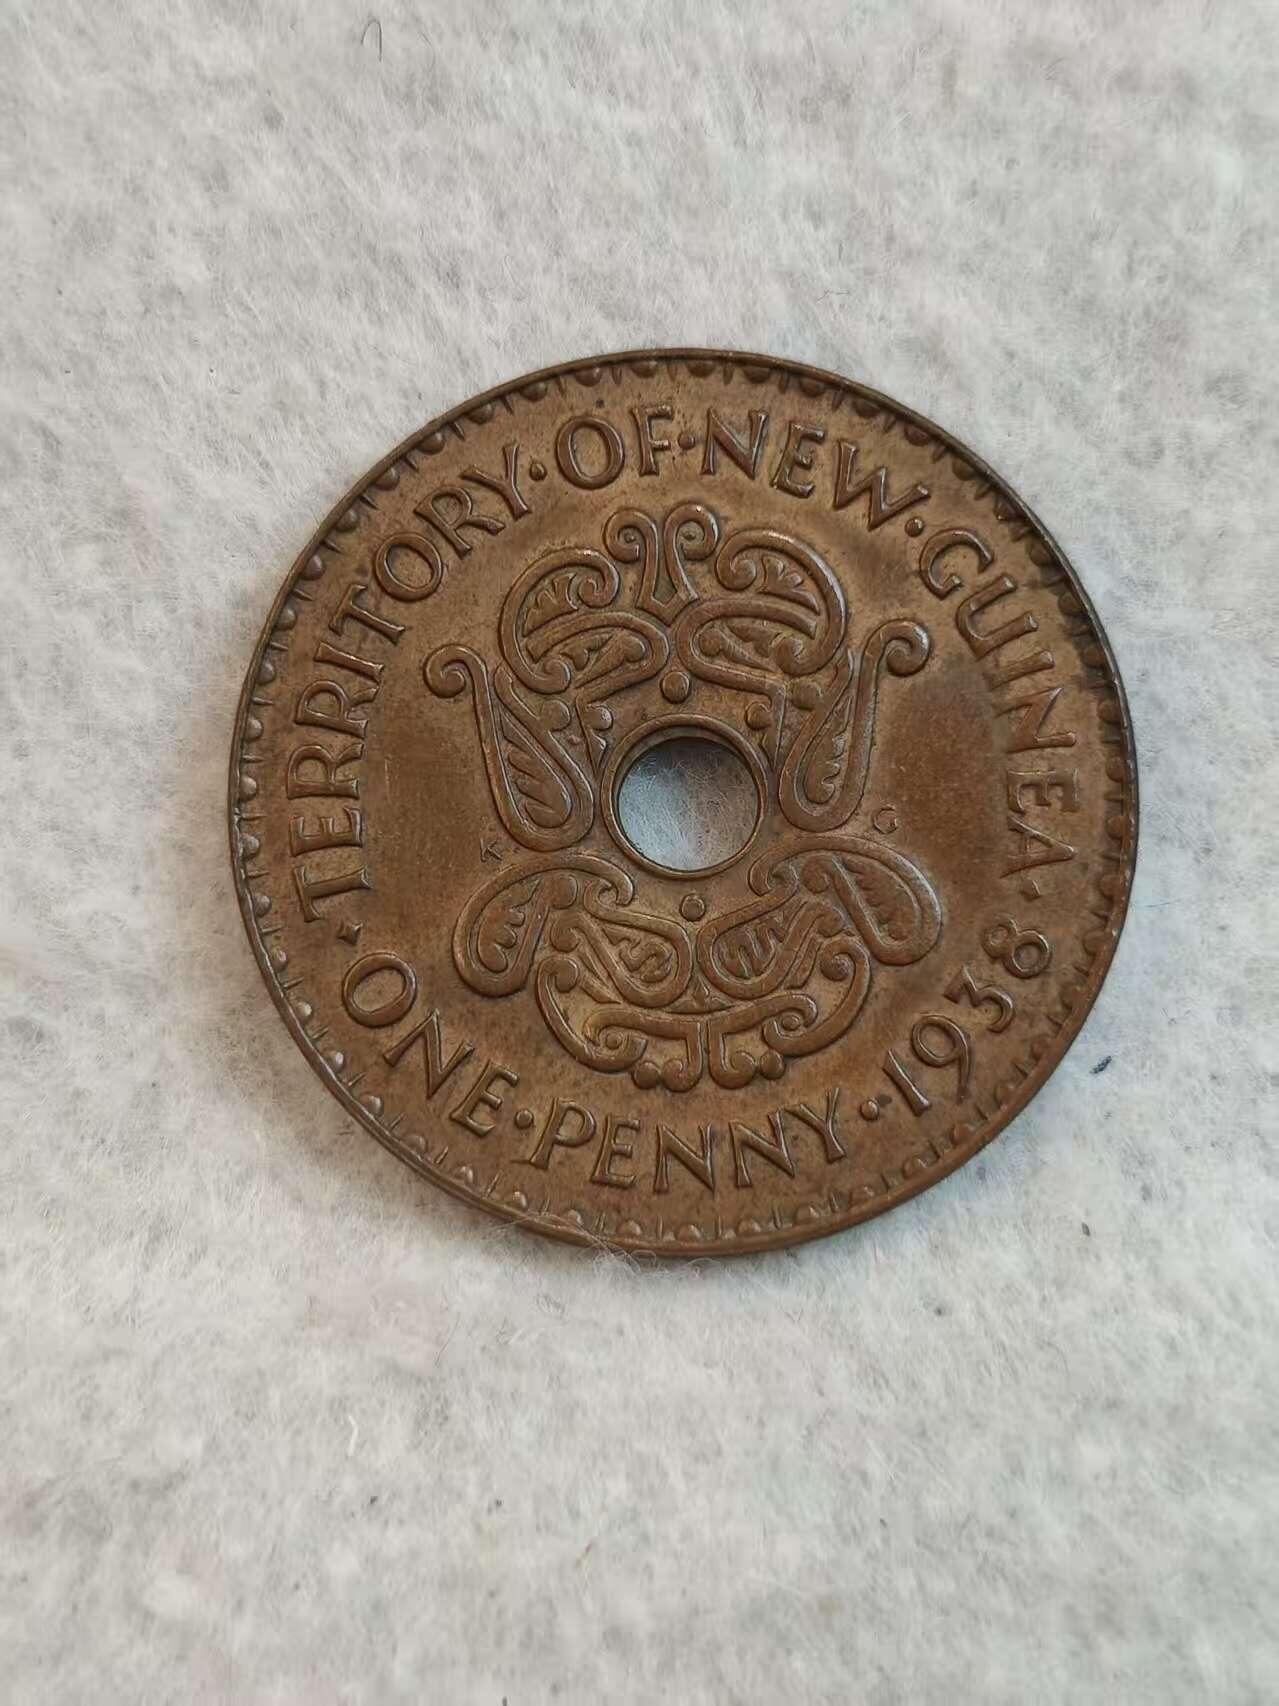 ·TERRITORY·OF·NEW·GUINEA·
K G
ONE·PENNY·1938